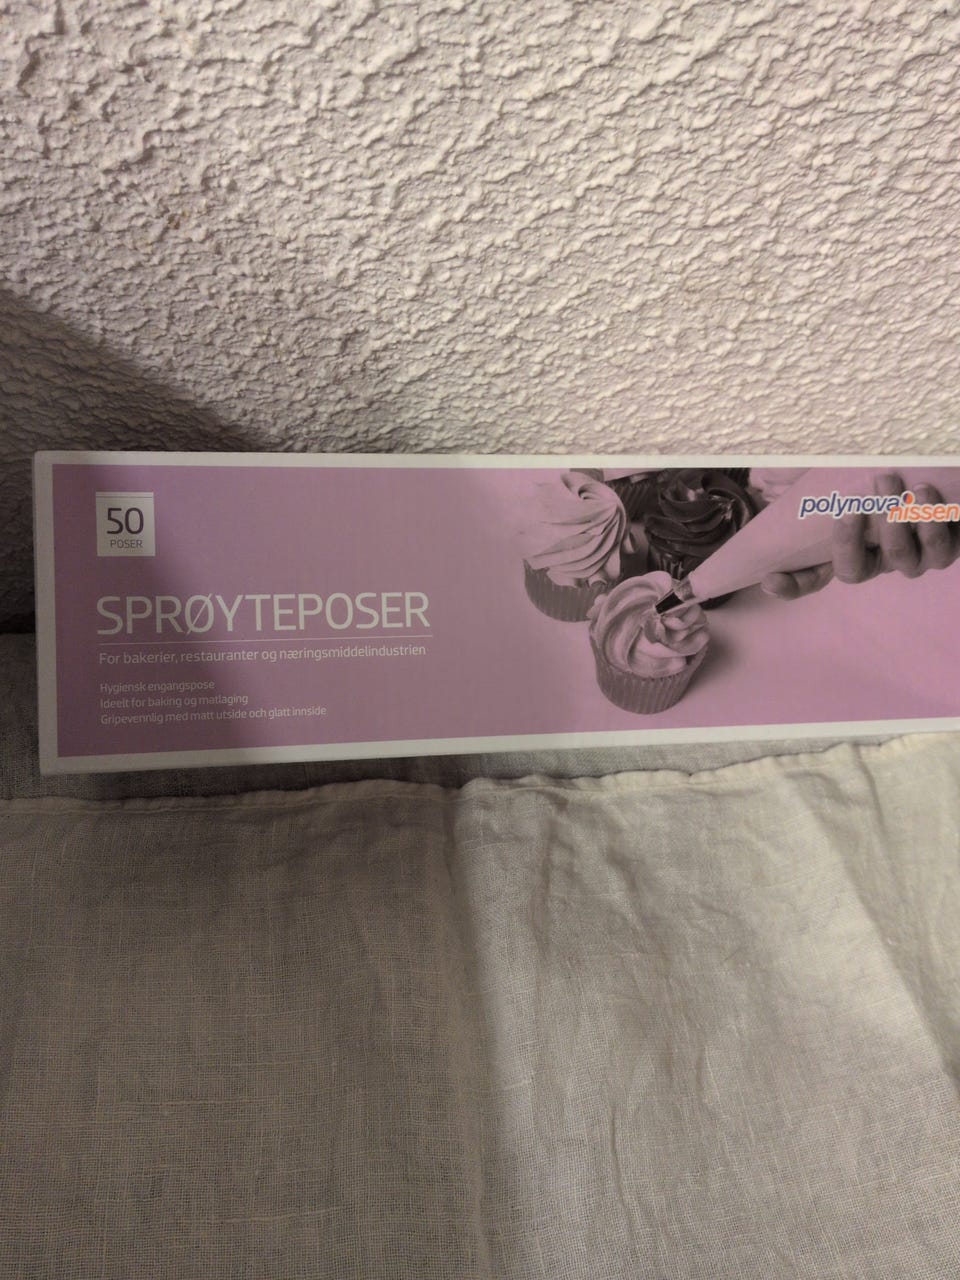 50
POSER
polynova
nissen
SPRØYTEPOSER
For bakerier, restauranter og næringsmiddelindustrien
Hygiensk engangspose
Ideelt for baking og matlaging
Gripevennlig med matt utside och glatt innside